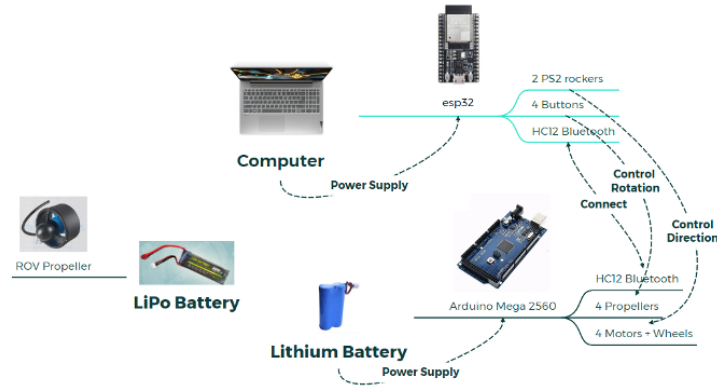 2 PS2 rockers
esp32
4 Buttons
HC12 Bluetooth
Computer
Power Supply
Control
Rotation
Connect
Control
Direction
ROV Propeller
LiPo Battery
HC12 Bluetooth
Arduino Mega 2560
4 Propellers
4 Motors + Wheels
Lithium Battery
Power Supply